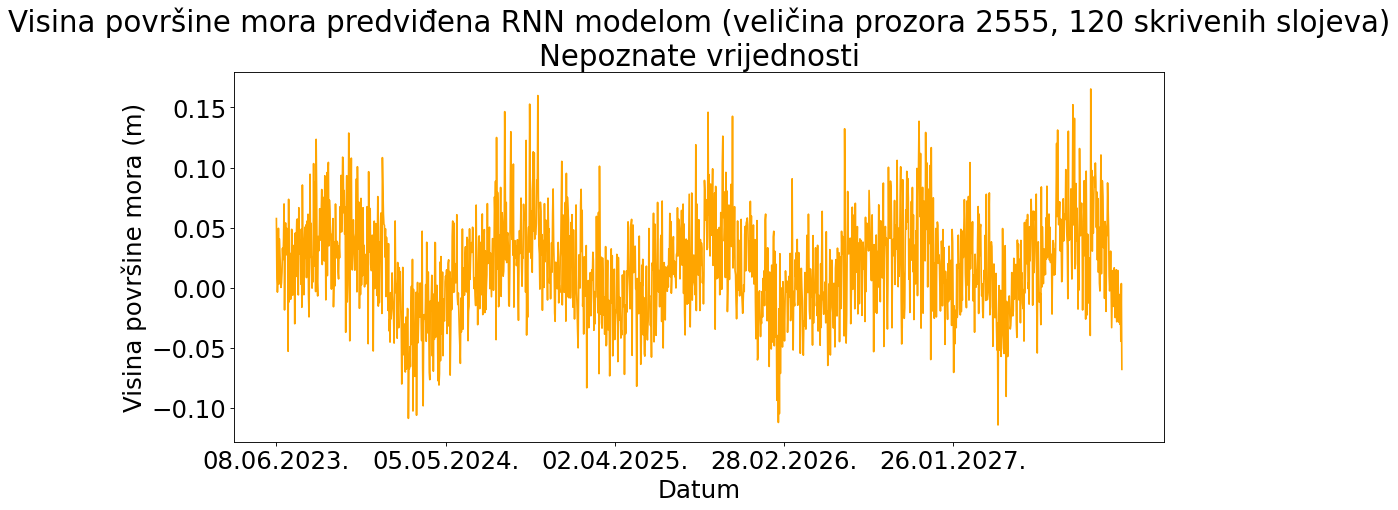 Visina površine mora predviđena RNN modelom (veličina prozora 2555, 120 skrivenih slojeva)
Nepoznate vrijednosti
Visina površine mora (m)
0.15
0.10
0.05
0.00
−0.05
−0.10
08.06.2023. 05.05.2024. 02.04.2025. 28.02.2026. 26.01.2027.
Datum